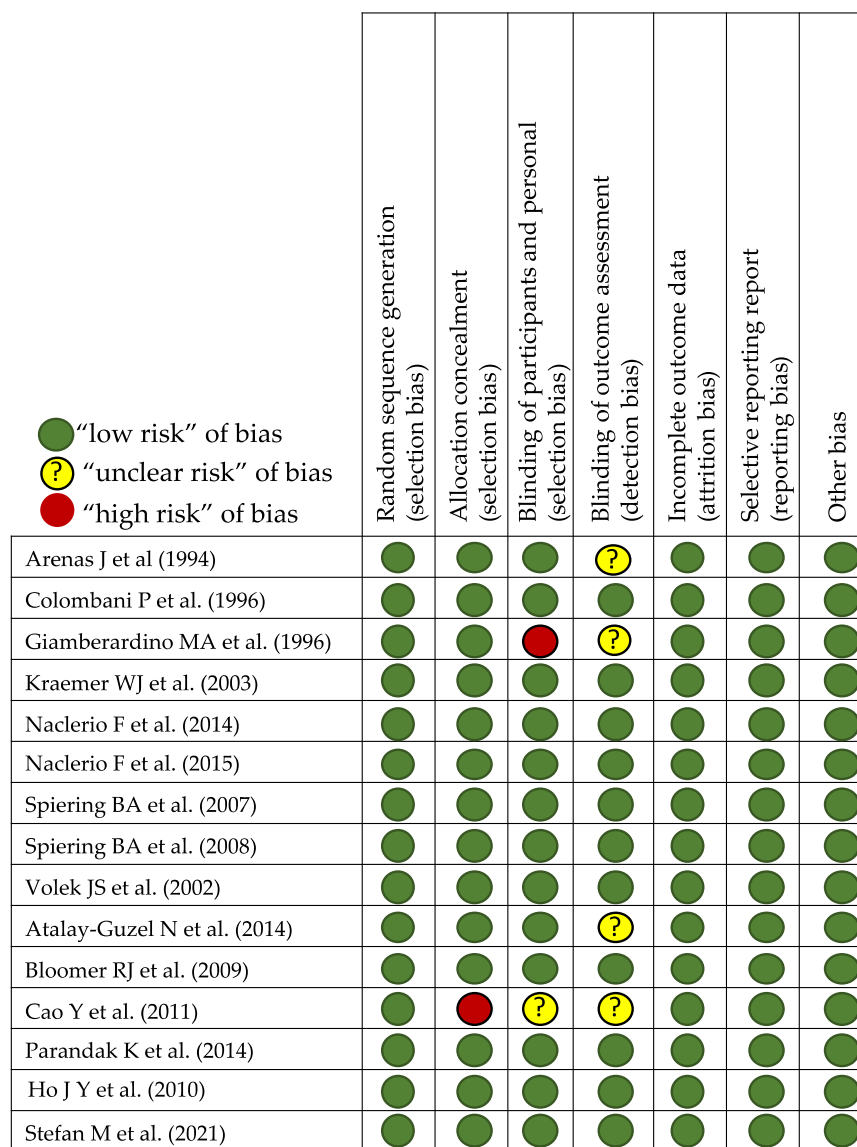 Random sequence generation
(selection bias)
Allocation concealment
(selection bias)
Blinding of participants and personal
(selection bias)
Blinding of outcome assessment
(detection bias)
Incomplete outcome data
(attrition bias)
Selective reporting report
(reporting bias)
Other bias
“low risk” of bias
? “unclear risk” of bias
“high risk” of bias
Arenas J et al (1994) ?
Colombani P et al. (1996)
Giamberardino MA et al. (1996) ?
Kraemer WJ et al. (2003)
Naclerio F et al. (2014)
Naclerio F et al. (2015)
Spiering BA et al. (2007)
Spiering BA et al. (2008)
Volek JS et al. (2002)
Atalay-Guzel N et al. (2014) ?
Bloomer RJ et al. (2009)
Cao Y et al. (2011) ? ?
Parandak K et al. (2014)
Ho J Y et al. (2010)
Stefan M et al. (2021)